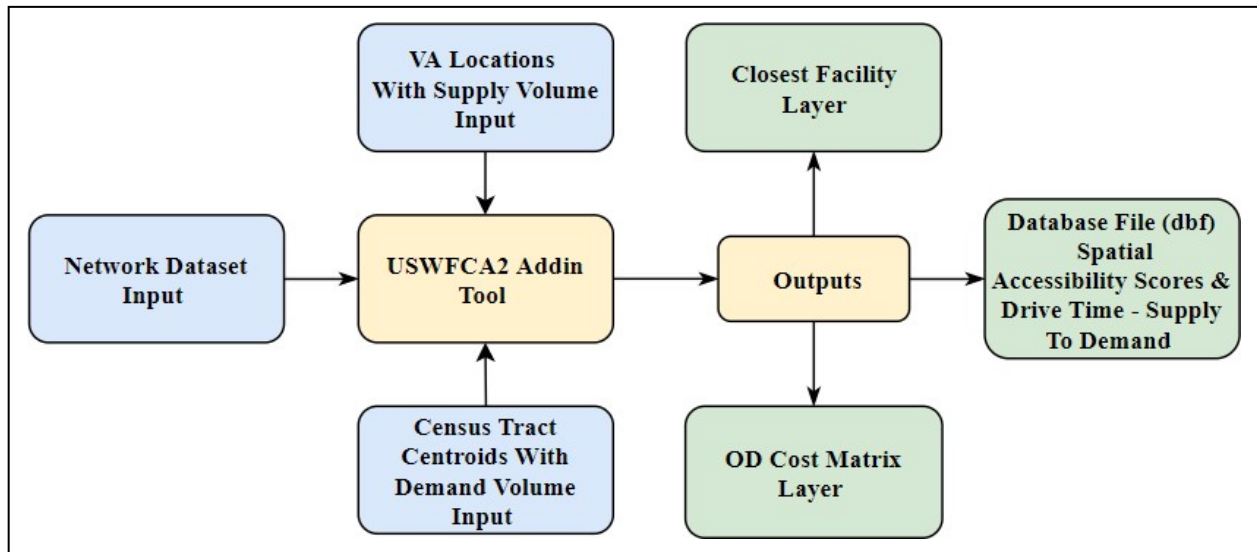 VA Locations
With Supply Volume
Input
Closest Facility
Layer
Network Dataset
Input
USWFCA2 Addin
Tool
Outputs
Database File (dbf)
Spatial
Accessibility Scores &
Drive Time - Supply
To Demand
Census Tract
Centroids With
Demand Volume
Input
OD Cost Matrix
Layer